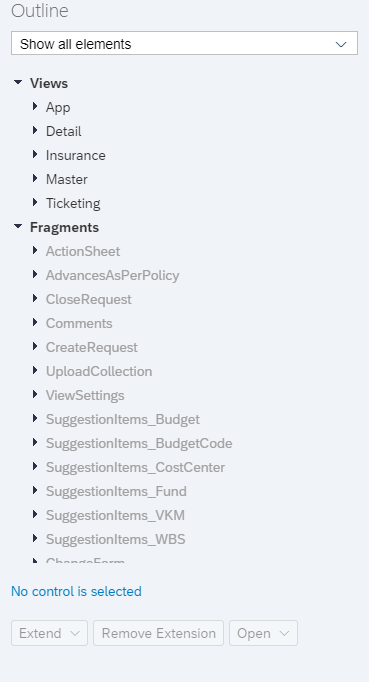 Outline
Show all elements
Views
App
Detail
Insurance
Master
Ticketing
Fragments
ActionSheet
AdvancesAsPerPolicy
CloseRequest
Comments
CreateRequest
UploadCollection
ViewSettings
SuggestionItems_Budget
SuggestionItems_BudgetCode
SuggestionItems_CostCenter
SuggestionItems_Fund
SuggestionItems_VKM
SuggestionItems_WBS
ChangeForm
No control is selected
Extend Remove Extension Open